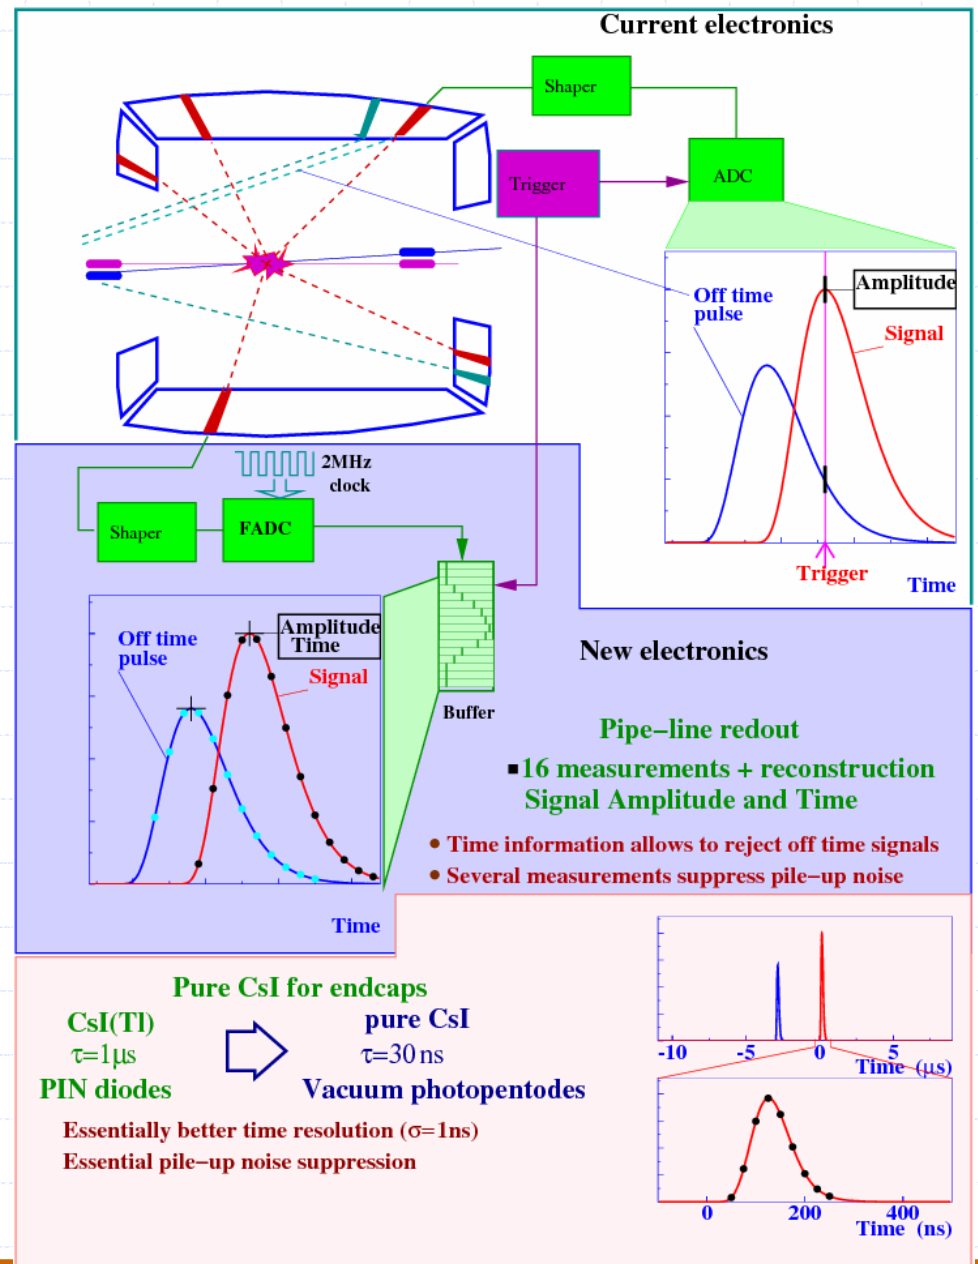 Current electronics
Shaper
Trigger
ADC
Off time
pulse
Amplitude
Signal
Trigger
Time
2MHz
clock
Shaper
FADC
Off time
pulse
Amplitude
Time
Signal
Buffer
Time
New electronics
Pipe-line redout
16 measurements + reconstruction
Signal Amplitude and Time
Time information allows to reject off time signals
Several measurements suppress pile-up noise
Pure CsI for endcaps
CsI(Tl)
τ=1μs
PIN diodes
pure CsI
τ=30 ns
Vacuum photopentodes
Essentially better time resolution (σ=1ns)
Essential pile-up noise suppression
-10 -5 0 5
Time (μs)
0 200 400
Time (ns)